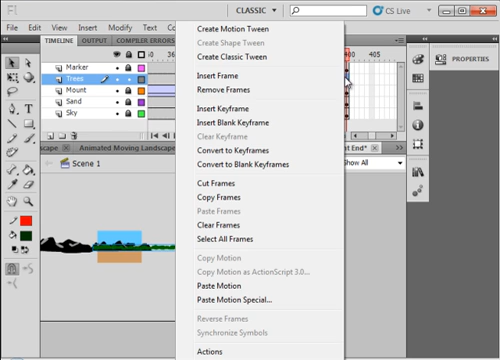 Fl
CLASSIC
CS Live
File Edit View Insert Modify T
TIMELINE OUTPUT COMPILER ERRORS
36
405
Marker
Trees
Mount
Sand
Sky
scape × Animated Moving Landscape
t End* ×
Scene 1
Show All
PROPERTIES
Create Motion Tween
Create Shape Tween
Create Classic Tween
Insert Frame
Remove Frames
Insert Keyframe
Insert Blank Keyframe
Clear Keyframe
Convert to Keyframes
Convert to Blank Keyframes
Cut Frames
Copy Frames
Paste Frames
Clear Frames
Select All Frames
Copy Motion
Copy Motion as ActionScript 3.0...
Paste Motion
Paste Motion Special...
Reverse Frames
Synchronize Symbols
Actions